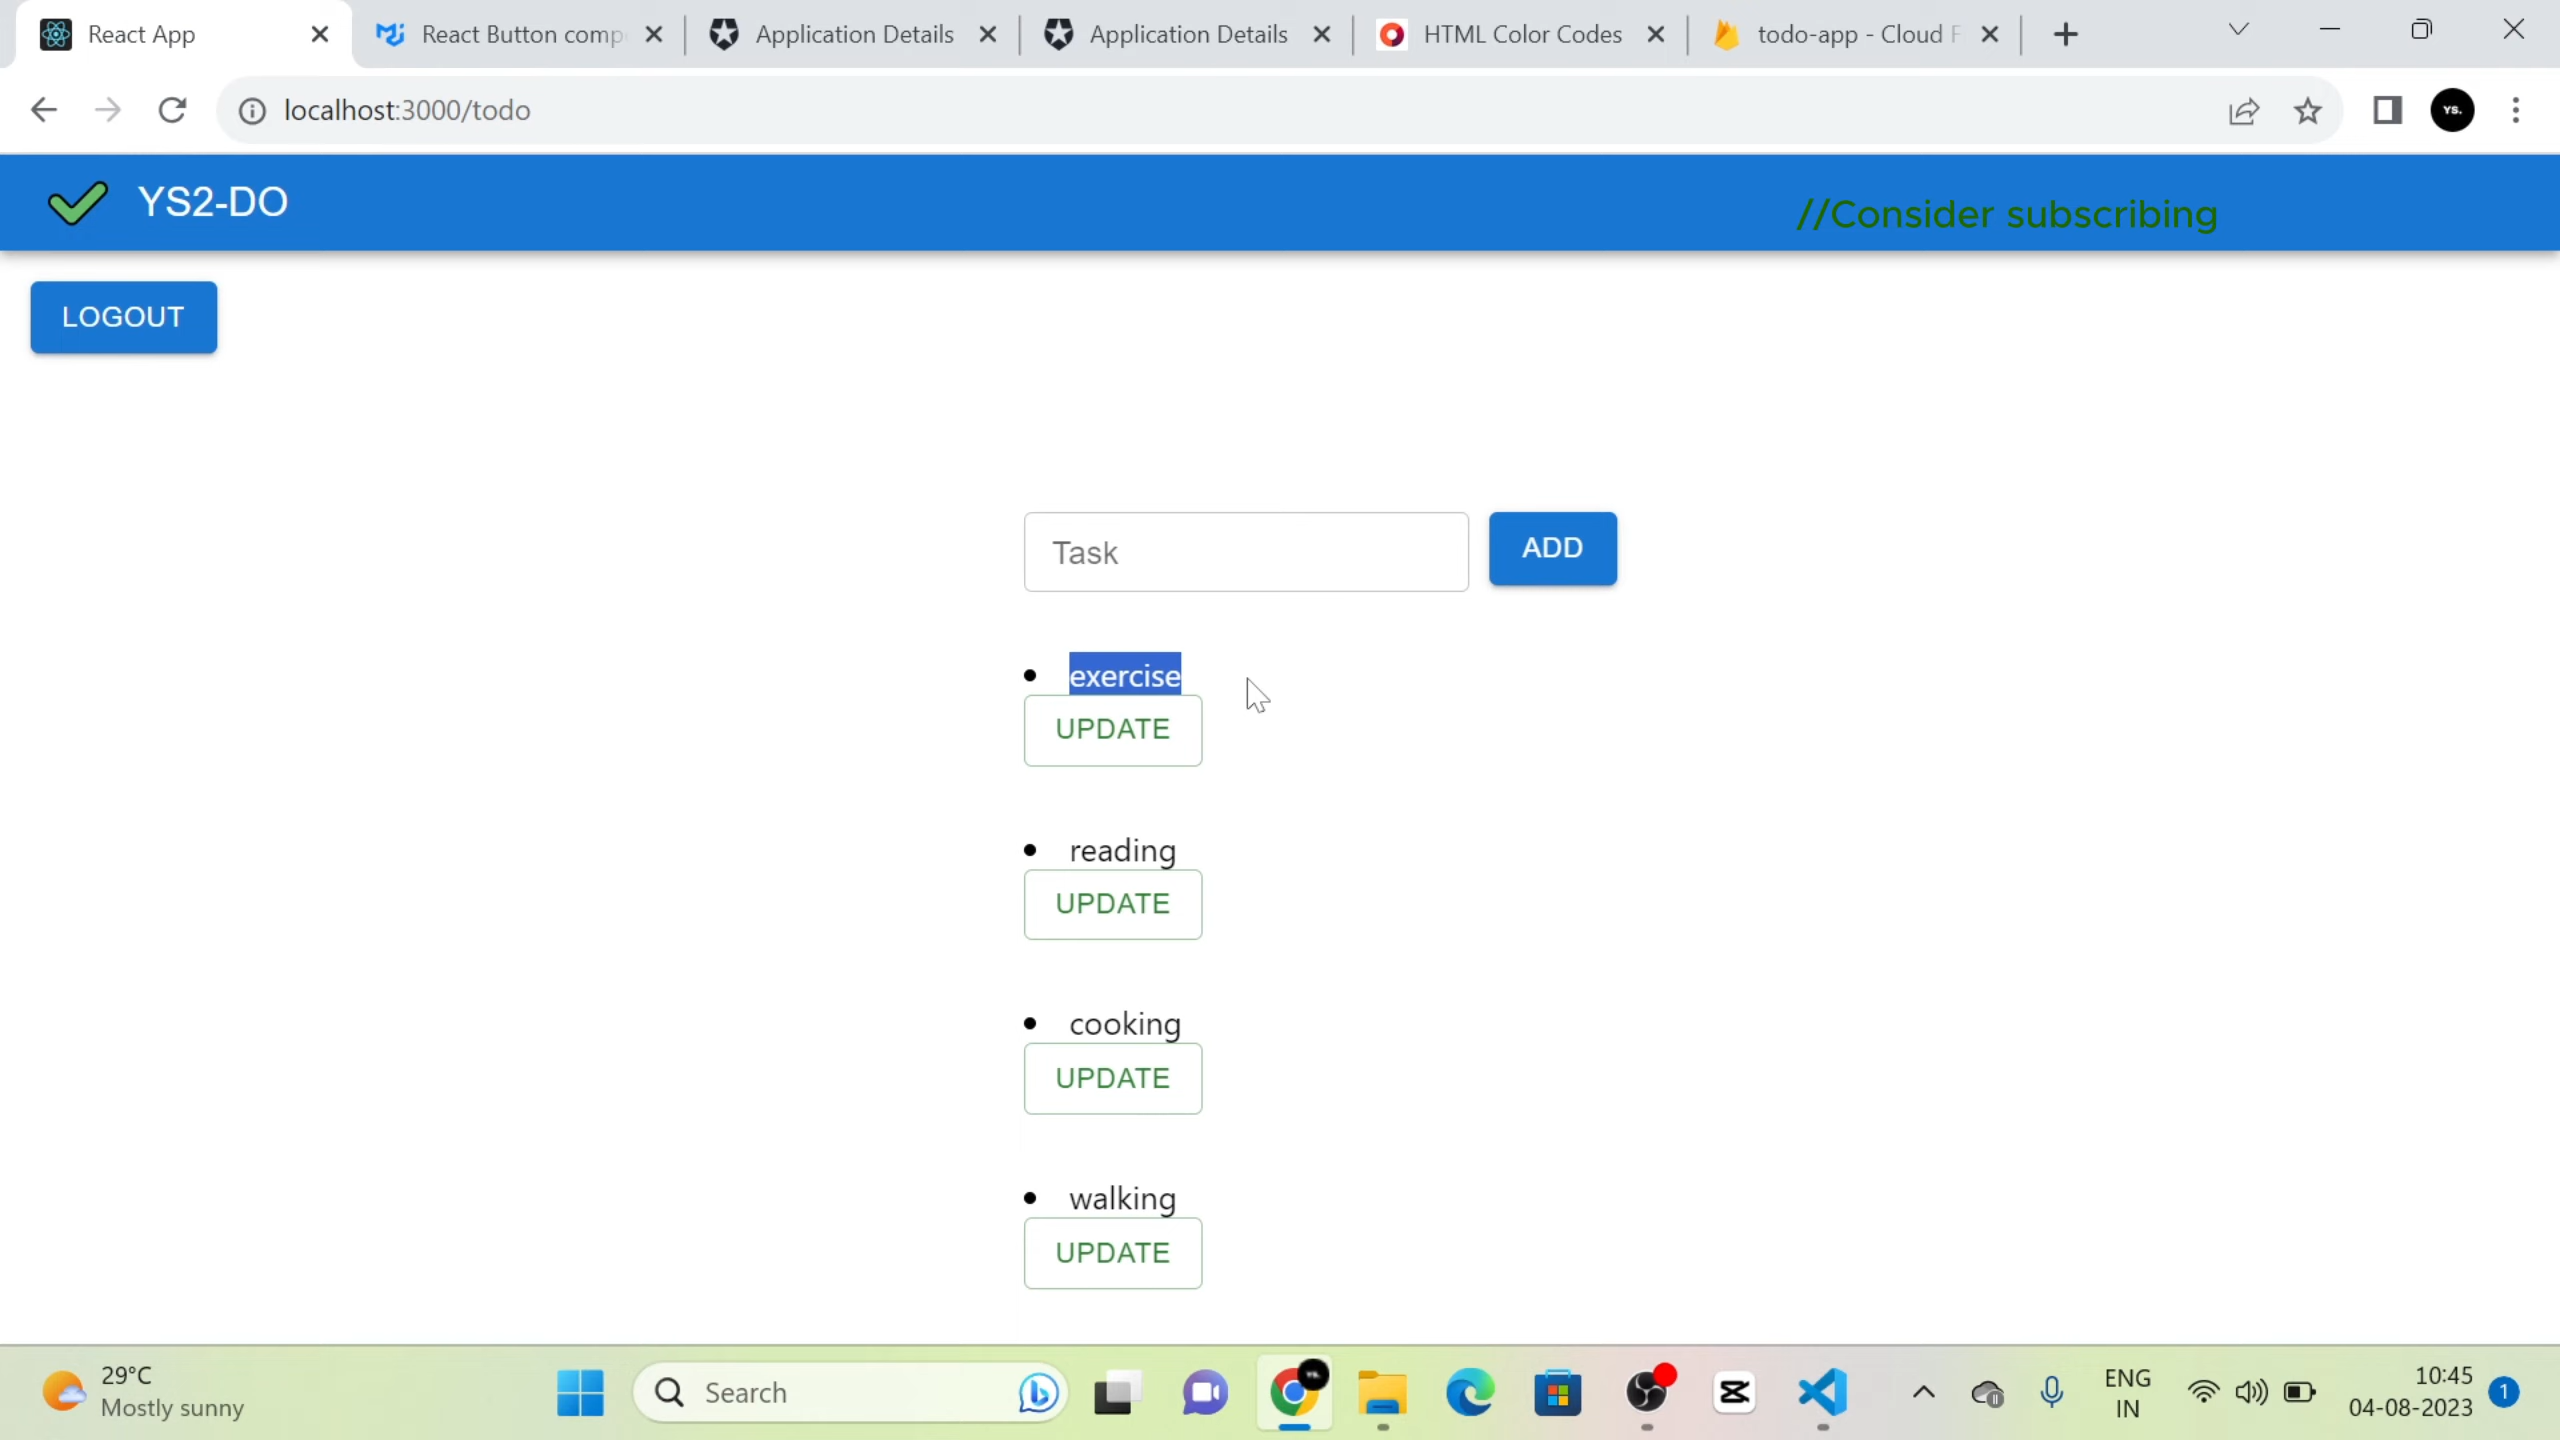 React App
React Button comp
Application Details
Application Details
HTML Color Codes
todo-app - Cloud F
localhost:3000/todo
YS.
YS2-DO
//Consider subscribing
LOGOUT
Task
ADD
exercise
UPDATE
reading
UPDATE
cooking
UPDATE
walking
UPDATE
29°C
Mostly sunny
Search
ENG
IN
10:45
04-08-2023
1